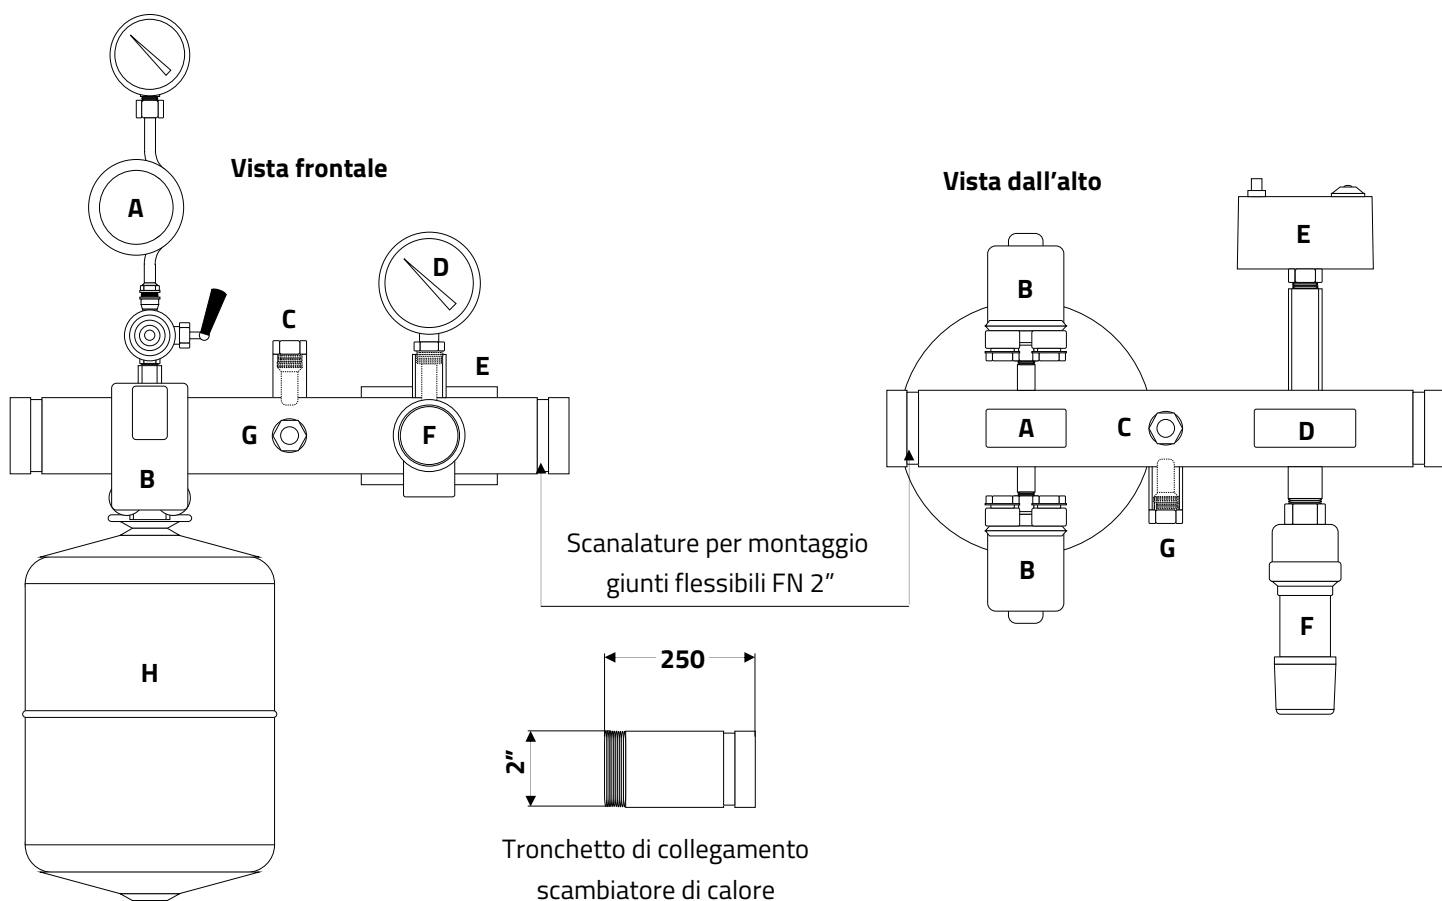 Vista frontale
A
D
C
E
G
F
B
H
Vista dall’alto
E
B
A
C
D
G
B
F
Scanalature per montaggio
giunti flessibili FN 2”
250
2”
Tronchetto di collegamento
scambiatore di calore